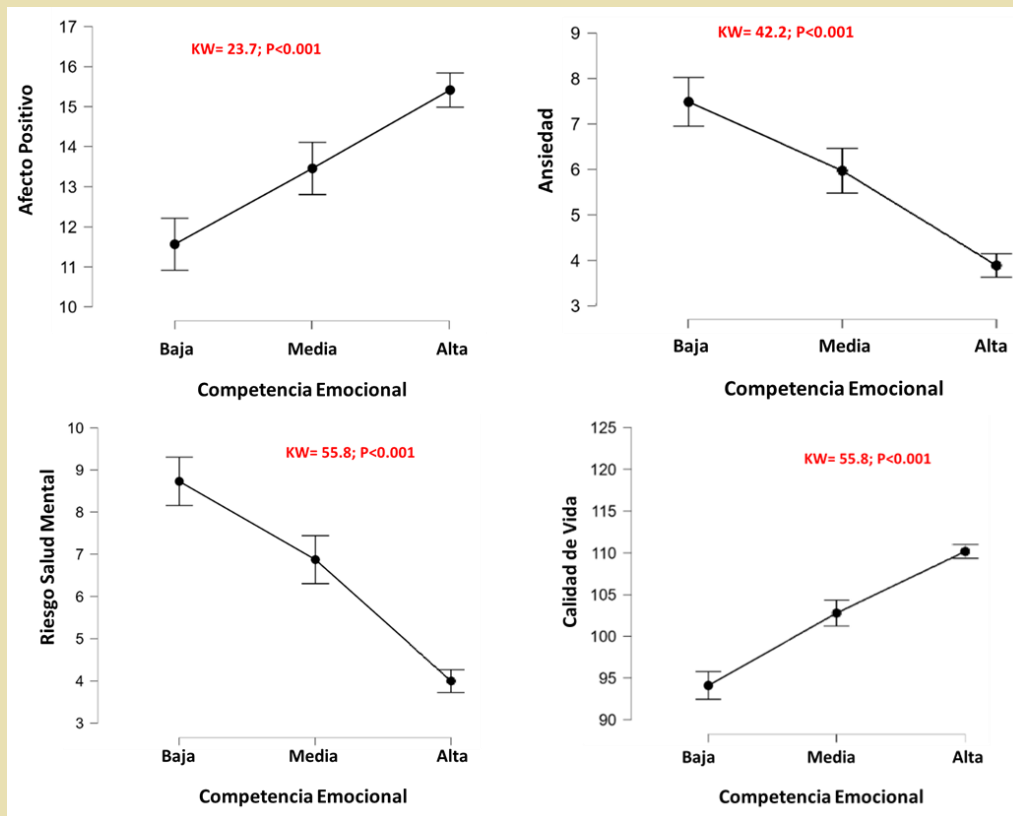 KW= 23.7; P<0.001
Afecto Positivo
17
16
15
14
13
12
11
10
Baja Media Alta
Competencia Emocional
KW= 42.2; P<0.001
Ansiedad
9
8
7
6
5
4
3
Baja Media Alta
Competencia Emocional
KW= 55.8; P<0.001
Riesgo Salud Mental
10
9
8
7
6
5
4
3
Baja Media Alta
Competencia Emocional
KW= 55.8; P<0.001
Calidad de Vida
125
120
115
110
105
100
95
90
Baja Media Alta
Competencia Emocional